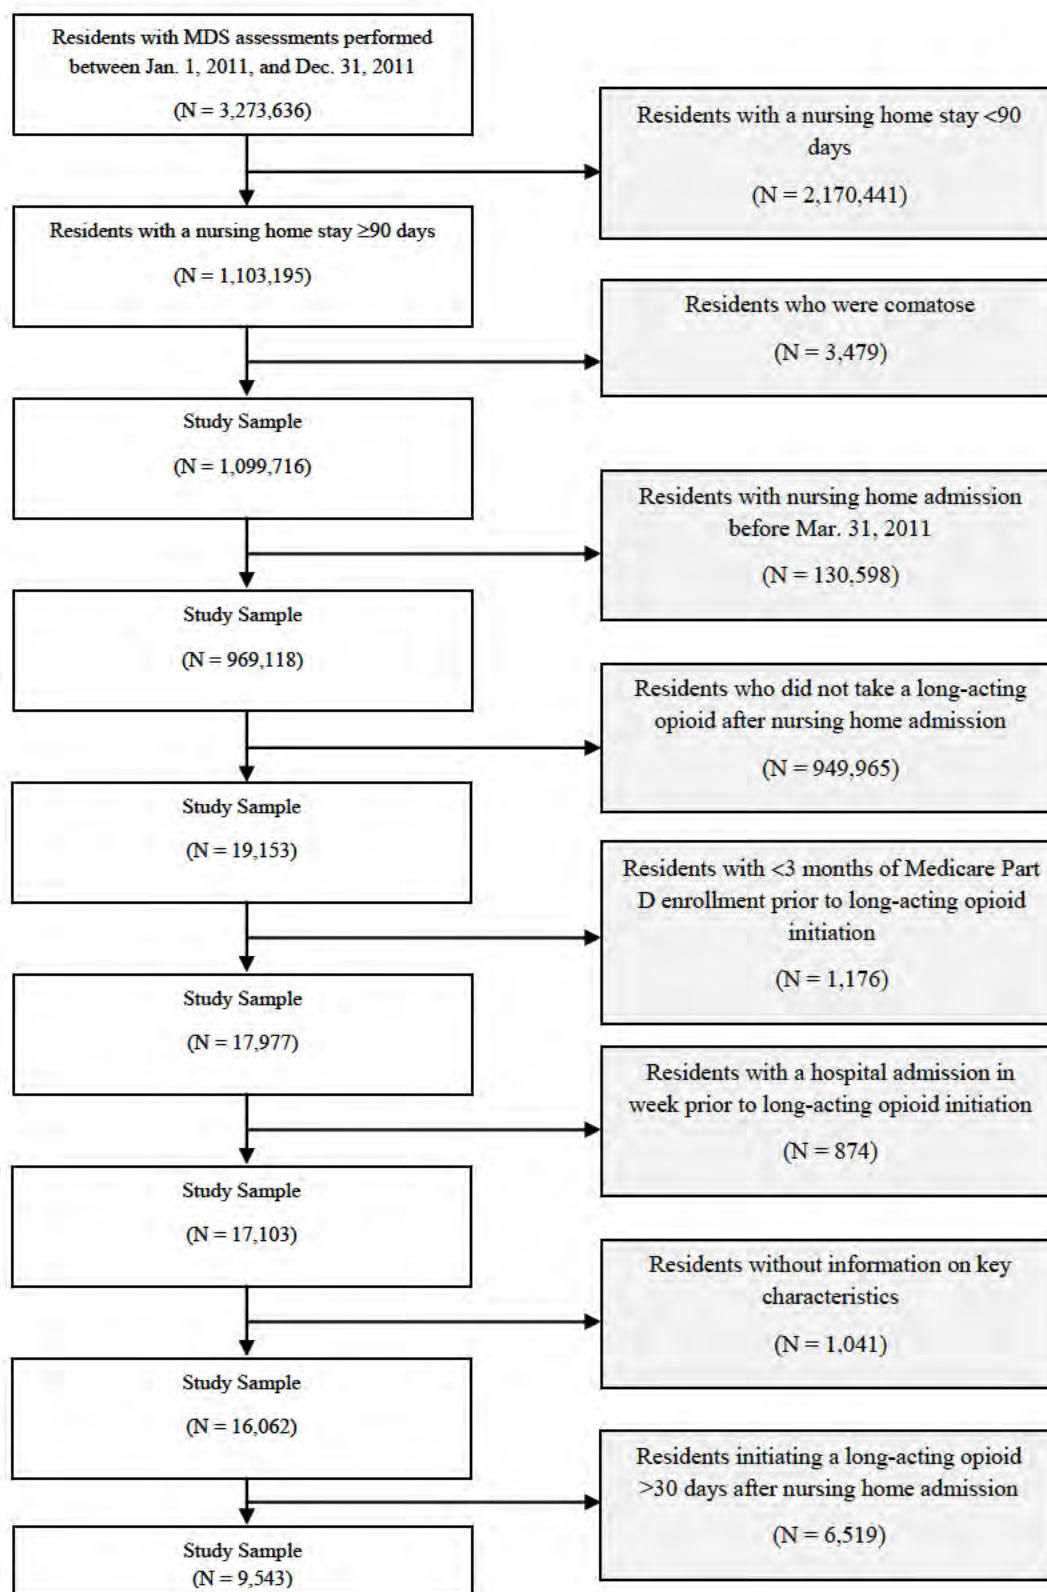 Residents with MDS assessments performed
between Jan. 1, 2011, and Dec. 31, 2011
(N = 3,273,636)
Residents with a nursing home stay <90
days
(N = 2,170,441)
Residents with a nursing home stay ≥90 days
(N = 1,103,195)
Residents who were comatose
(N = 3,479)
Study Sample
(N = 1,099,716)
Residents with nursing home admission
before Mar. 31, 2011
(N = 130,598)
Study Sample
(N = 969,118)
Residents who did not take a long-acting
opioid after nursing home admission
(N = 949,965)
Study Sample
(N = 19,153)
Residents with <3 months of Medicare Part
D enrollment prior to long-acting opioid
initiation
(N = 1,176)
Study Sample
(N = 17,977)
Residents with a hospital admission in
week prior to long-acting opioid initiation
(N = 874)
Study Sample
(N = 17,103)
Residents without information on key
characteristics
(N = 1,041)
Study Sample
(N = 16,062)
Residents initiating a long-acting opioid
>30 days after nursing home admission
(N = 6,519)
Study Sample
(N = 9,543)